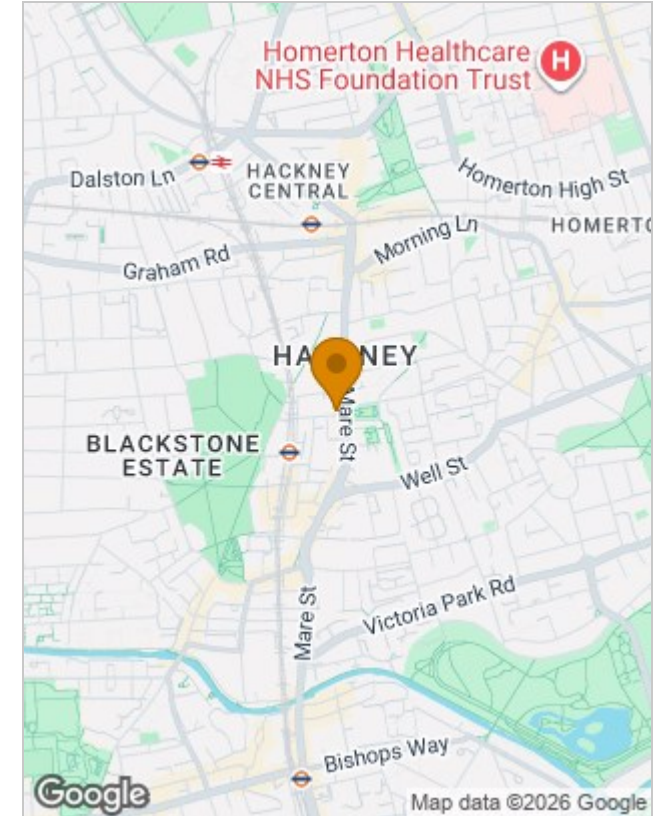 Homerton Healthcare
NHS Foundation Trust
H
Dalston Ln
HACKNEY
CENTRAL
Homerton High St
Morning Ln
HOMERTO
Graham Rd
HA NEY
Mare St
BLACKSTONE
ESTATE
Well St
Victoria Park Rd
Mare St
Bishops Way
Google
Map data ©2026 Google